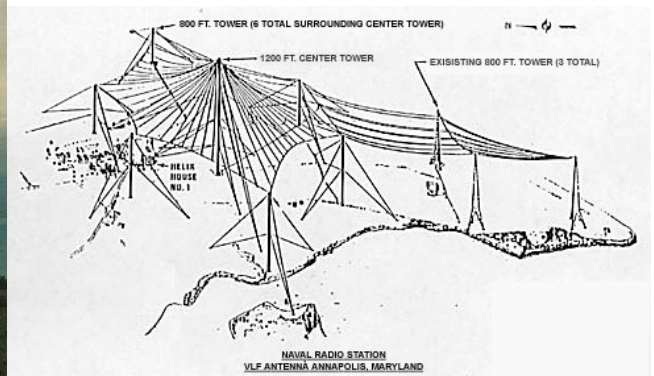 800 FT. TOWER (6 TOTAL SURROUNDING CENTER TOWER)
N
1200 FT. CENTER TOWER
EXISISTING 800 FT. TOWER (3 TOTAL)
HELIX
HOUSE
NO. 1
NAVAL RADIO STATION
VLF ANTENNA ANNAPOLIS, MARYLAND